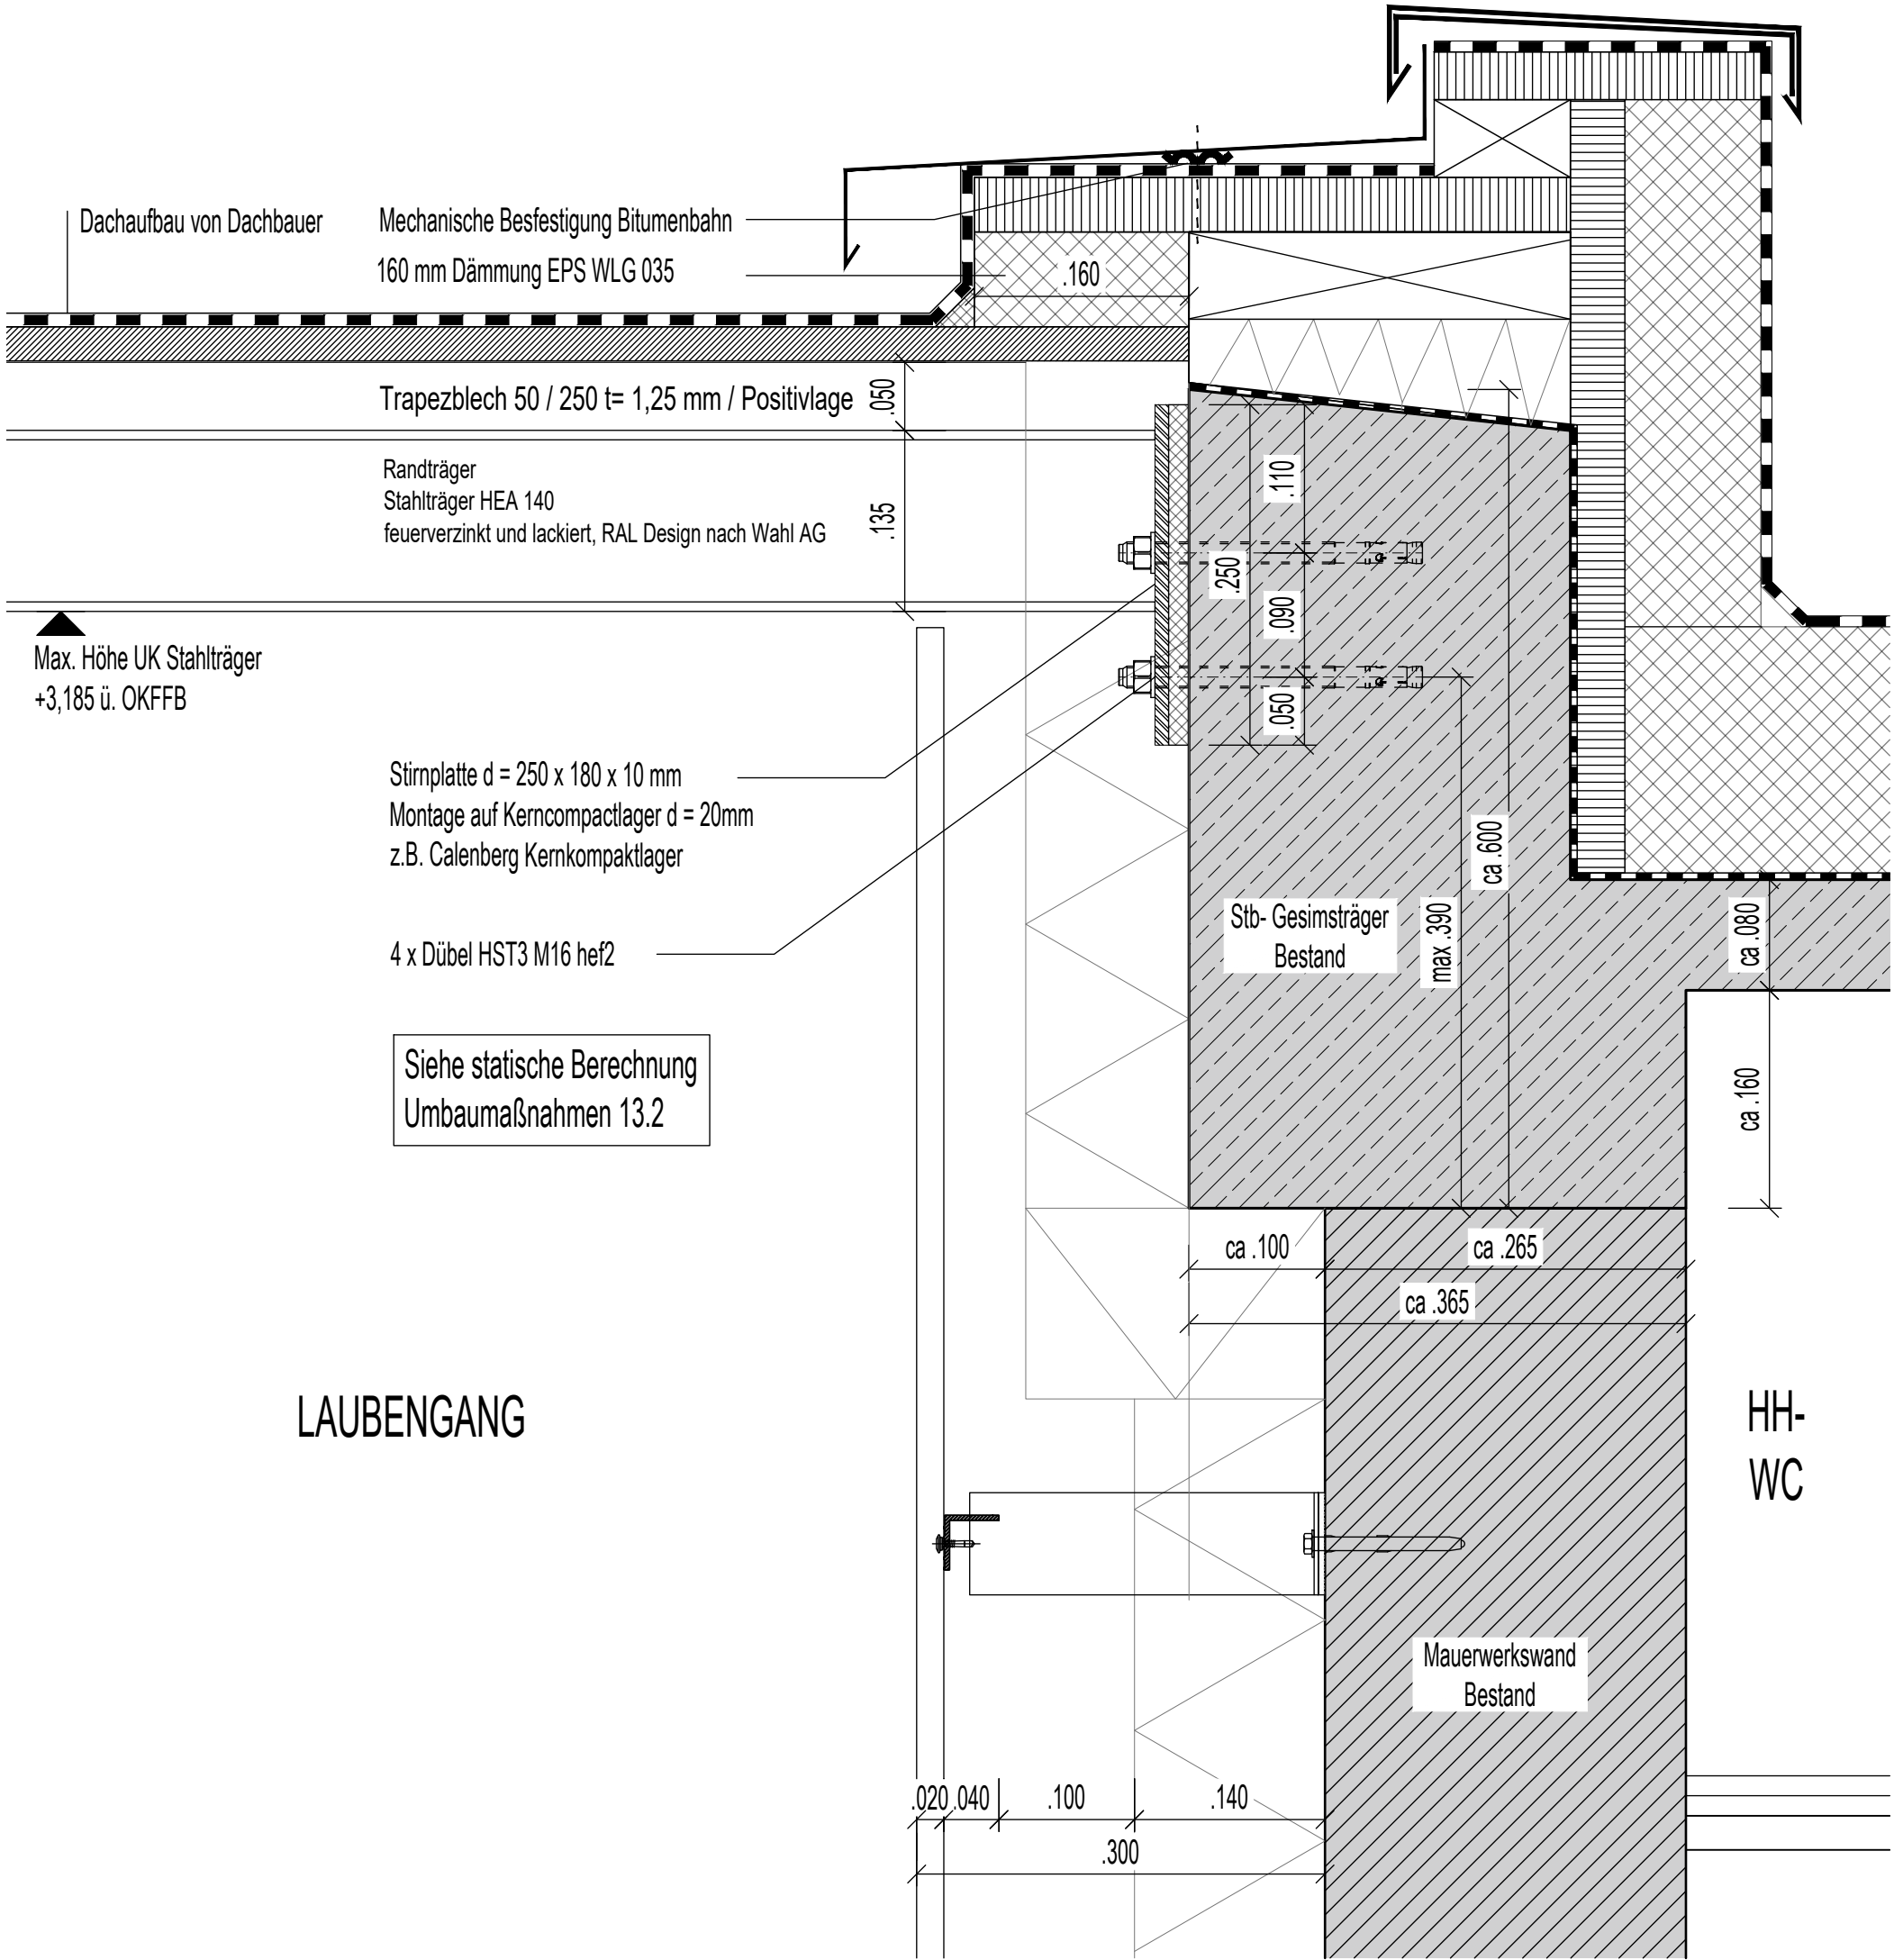 Dachaufbau von Dachbauer
Mechanische Besfestigung Bitumenbahn
160 mm Dämmung EPS WLG 035
.160
Trapezblech 50 / 250 t= 1,25 mm / Positivlage
.050
Randträger
Stahlträger HEA 140
feuerverzinkt und lackiert, RAL Design nach Wahl AG
.135
.110
.250
.090
.050
Max. Höhe UK Stahlträger
+3,185 ü. OKFFB
Stirnplatte d = 250 x 180 x 10 mm
Montage auf Kerncompactlager d = 20mm
z.B. Calenberg Kernkompaktlager
ca .600
4 x Dübel HST3 M16 hef2
Stb- Gesimsträger
Bestand
max .390
ca .080
Siehe statische Berechnung
Umbaumaßnahmen 13.2
ca .160
ca .100
ca .265
ca .365
LAUBENGANG
HH-
WC
Mauerwerkswand
Bestand
.020
.040
.100
.140
.300